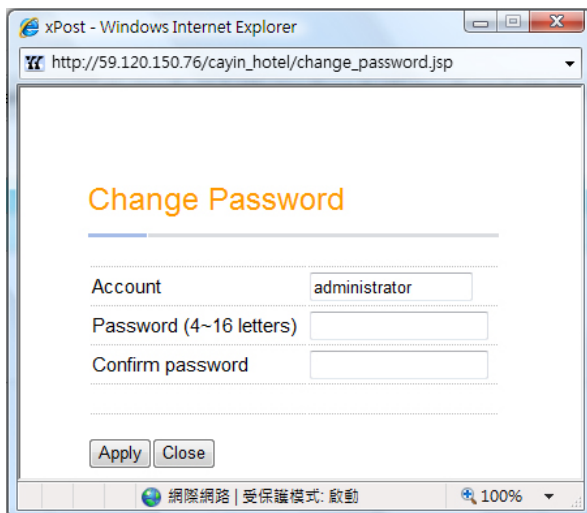 xPost - Windows Internet Explorer
http://59.120.150.76/cayin_hotel/change_password.jsp
Change Password
Account administrator
Password (4~16 letters)
Confirm password
Apply Close
網際網路 | 受保護模式: 啟動 100%